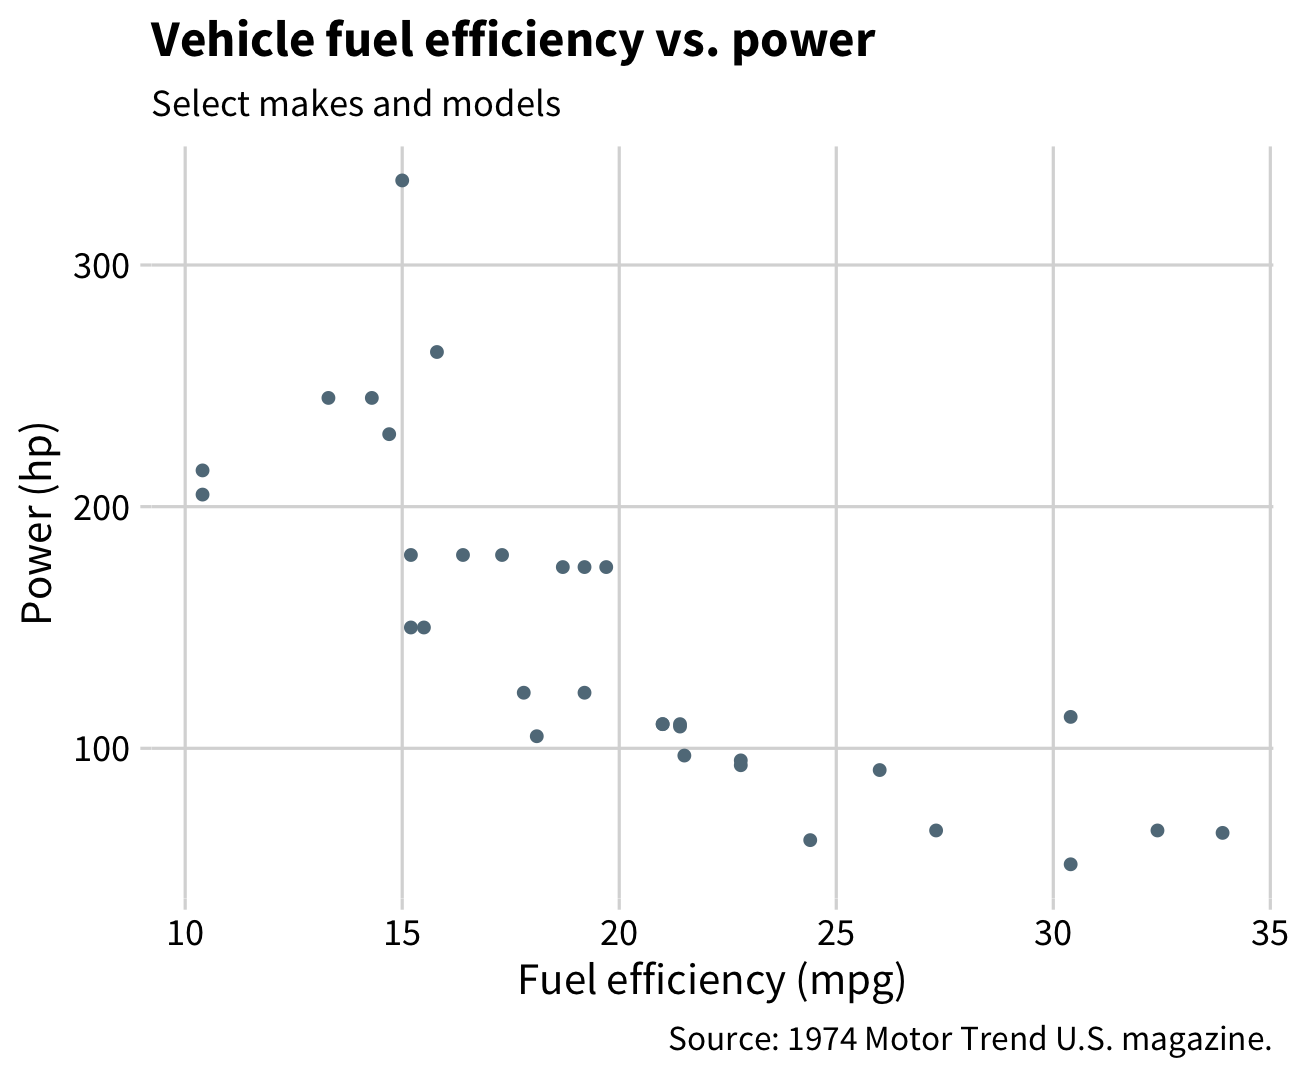 Vehicle fuel efficiency vs. power
Select makes and models
300
200
100
Power (hp)
10 15 20 25 30 35
Fuel efficiency (mpg)
Source: 1974 Motor Trend U.S. magazine.